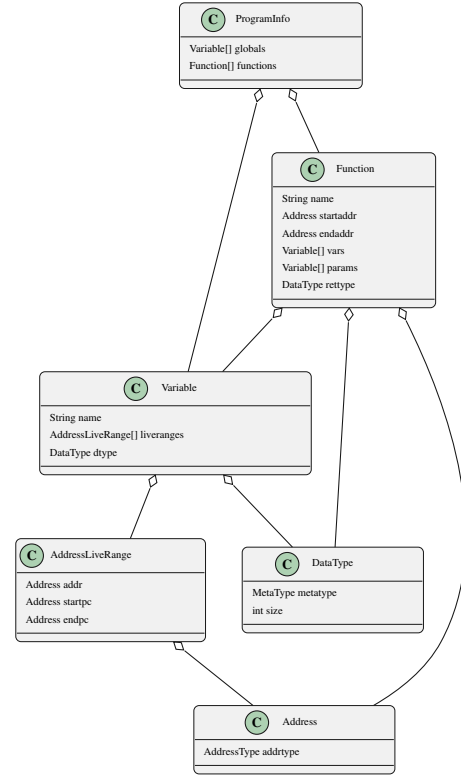 C ProgramInfo
Variable[] globals
Function[] functions
C Function
String name
Address startaddr
Address endaddr
Variable[] vars
Variable[] params
DataType rettype
C Variable
String name
AddressLiveRange[] liveranges
DataType dtype
C AddressLiveRange
Address addr
Address startpc
Address endpc
C DataType
MetaType metatype
int size
C Address
AddressType addrtype